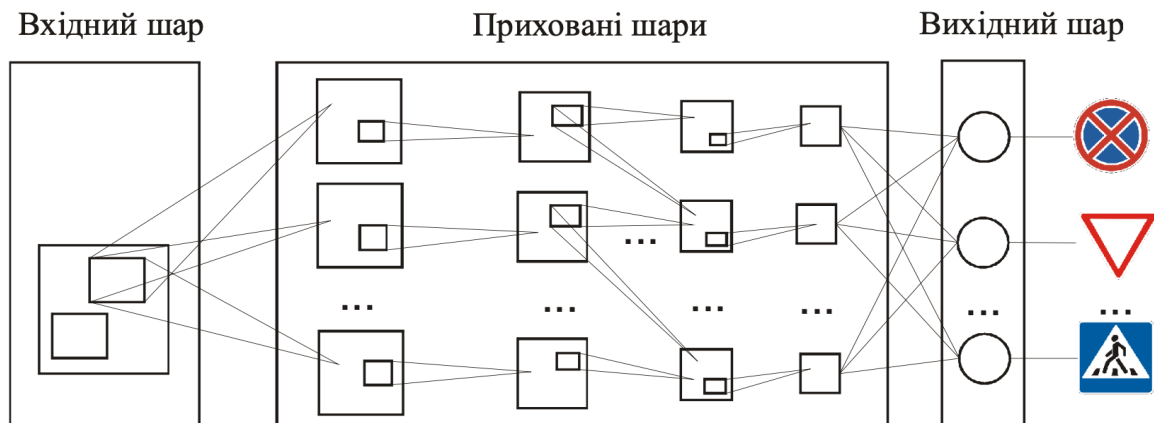 Вхідний шар
Приховані шари
Вихідний шар
...
... ... ... ... ... ...